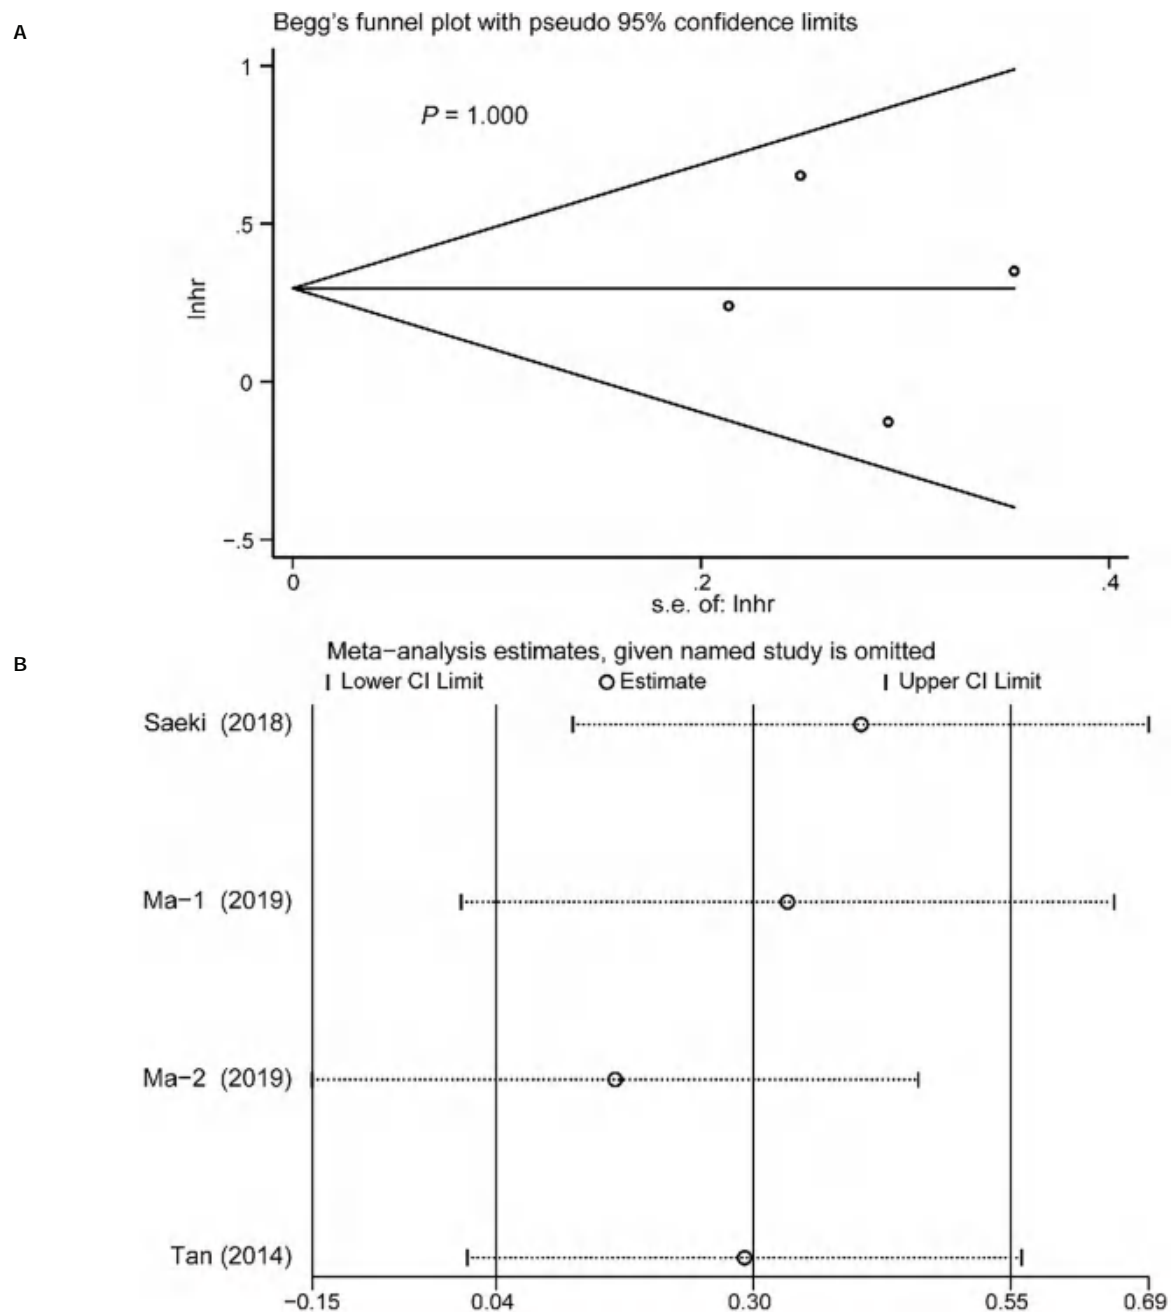 A
Begg's funnel plot with pseudo 95% confidence limits
1
P = 1.000
.5
lnhr
0
−.5
0 .2 .4
s.e. of: lnhr
B
Meta−analysis estimates, given named study is omitted
Lower CI Limit Estimate Upper CI Limit
Saeki (2018)
Ma−1 (2019)
Ma−2 (2019)
Tan (2014)
−0.15 0.04 0.30 0.55 0.69